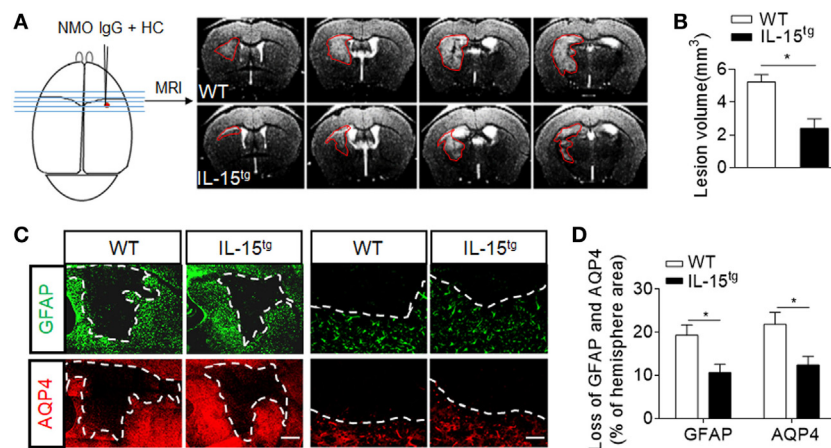 A
NMO IgG + HC
MRI
WT
IL-15tg
B
WT
IL-15tg
Lesion volume(mm3)
6
4
2
0
*
C
WT
IL-15tg
WT
IL-15tg
GFAP
AQP4
D
WT
IL-15tg
Loss of GFAP and AQP4
(% of hemisphere area)
30
20
10
0
*
*
GFAP
AQP4